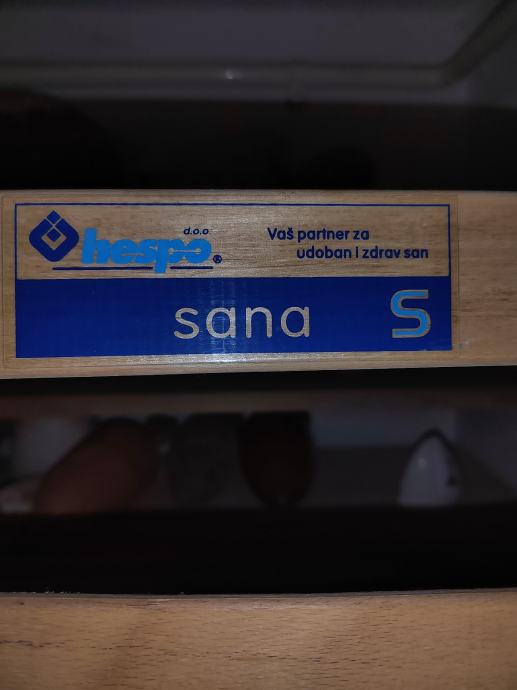 d.o.o
hespo®
Vaš partner za
udoban i zdrav san
sana
S